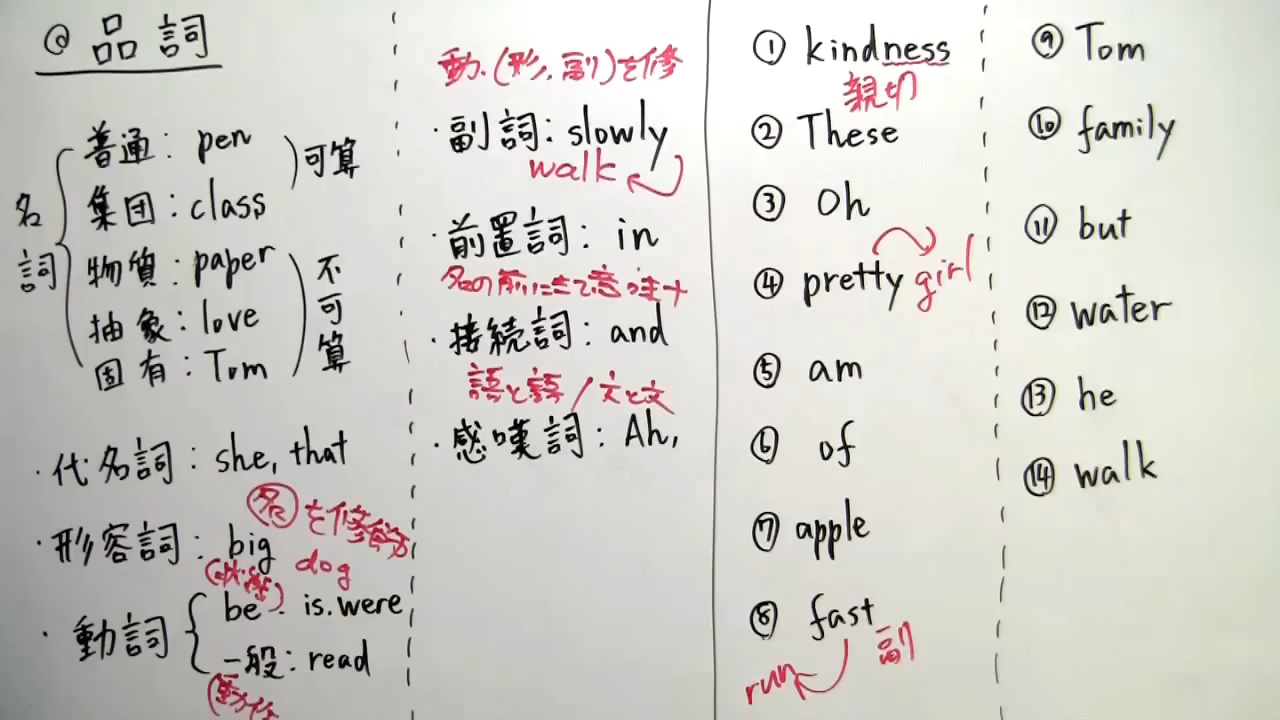 ◎ 品詞
名詞
普通: pen
集団: class
可算
物質: paper
抽象: love
固有: Tom
不可算
・代名詞: she, that
名を修飾
・形容詞: big dog
(状態)
・動詞
be: is.were
一般: read
(動作
動.(形, 副)を修
・副詞: slowly
walk
・前置詞: in
名の前にきて意味+
・接続詞: and
語と語/文と文
・感嘆詞: Ah,
① kindness
親切
② These
③ Oh
④ pretty girl
⑤ am
⑥ of
⑦ apple
⑧ fast
副
run
⑨ Tom
⑩ family
⑪ but
⑫ water
⑬ he
⑭ walk